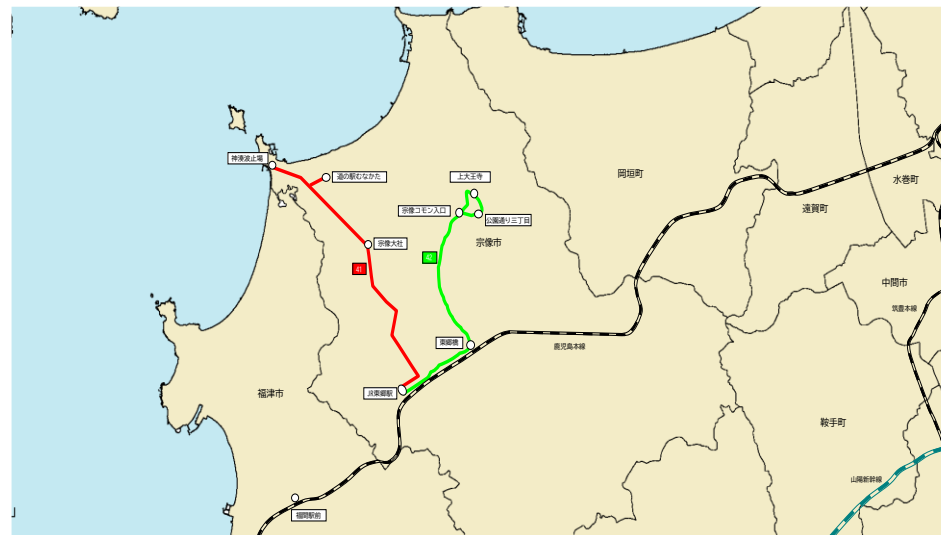 神湊波止場
道の駅むなかた
上大王寺
宗像コモン入口
公園通り三丁目
宗像市
宗像大社
41
42
東郷橋
JR東郷駅
福津市
福間駅前
鹿児島本線
岡垣町
遠賀町
水巻町
中間市
筑豊本線
鞍手町
山陽新幹線